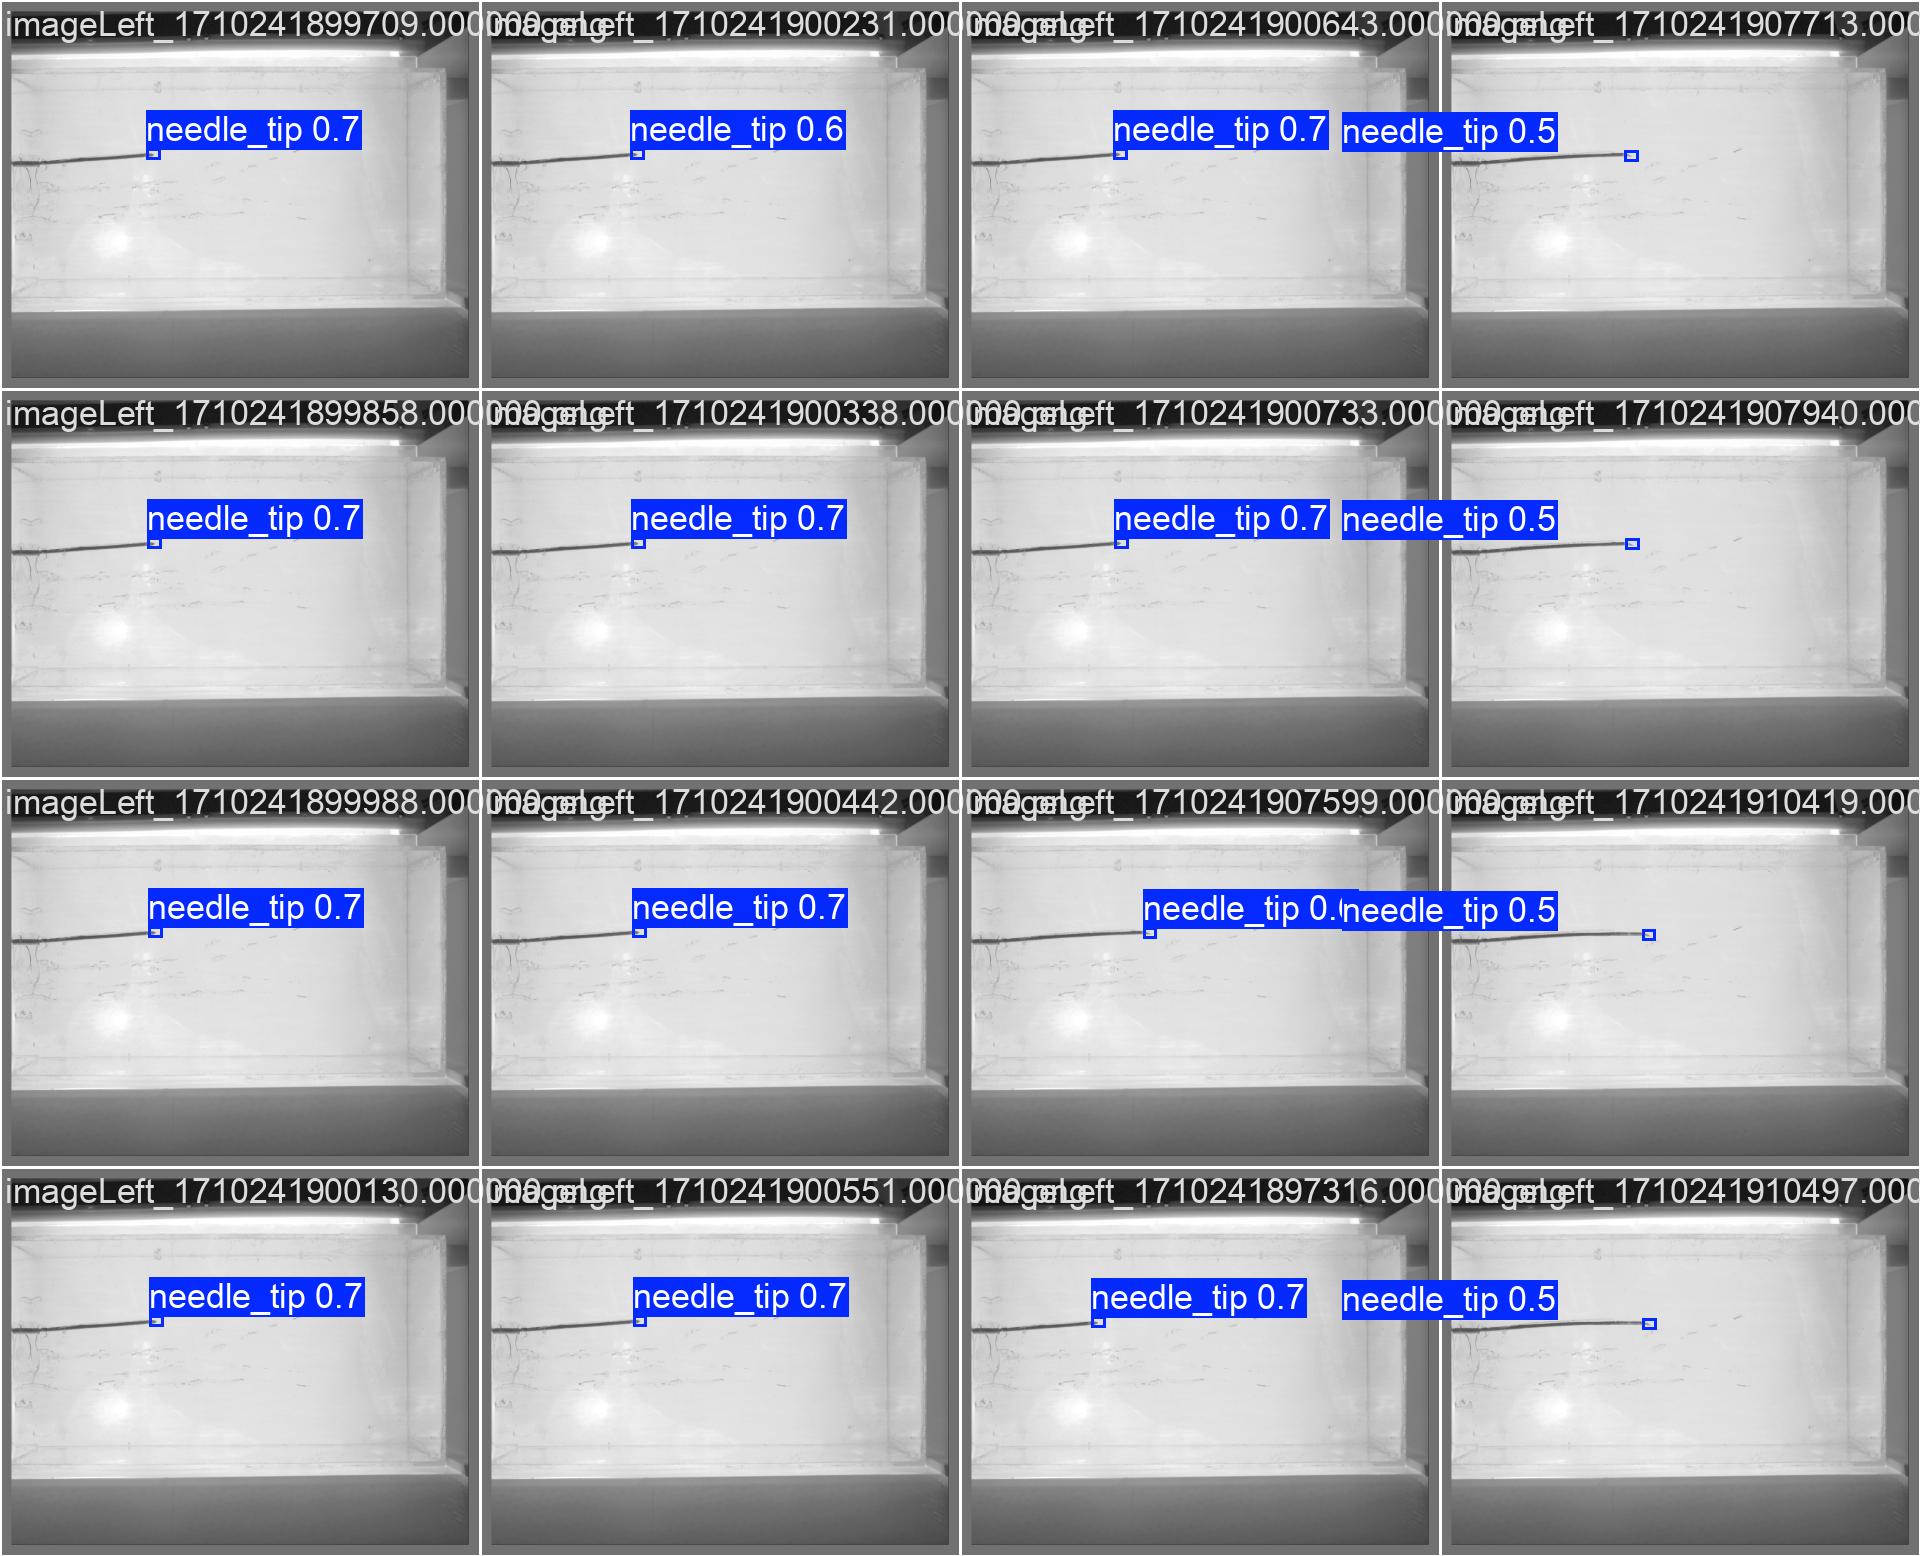 imageLeft_1710241899709.000 imageLeft_1710241900231.000 imageLeft_1710241900643.000 imageLeft_1710241907713.000
needle_tip 0.7 needle_tip 0.6 needle_tip 0.7 needle_tip 0.5
imageLeft_1710241899858.000 imageLeft_1710241900338.000 imageLeft_1710241900733.000 imageLeft_1710241907940.000
needle_tip 0.7 needle_tip 0.7 needle_tip 0.7 needle_tip 0.5
imageLeft_1710241899988.000 imageLeft_1710241900442.000 imageLeft_1710241907599.000 imageLeft_1710241910419.000
needle_tip 0.7 needle_tip 0.7 needle_tip needle_tip 0.5
imageLeft_1710241900130.000 imageLeft_1710241900551.000 imageLeft_1710241897316.000 imageLeft_1710241910497.000
needle_tip 0.7 needle_tip 0.7 needle_tip 0.7 needle_tip 0.5